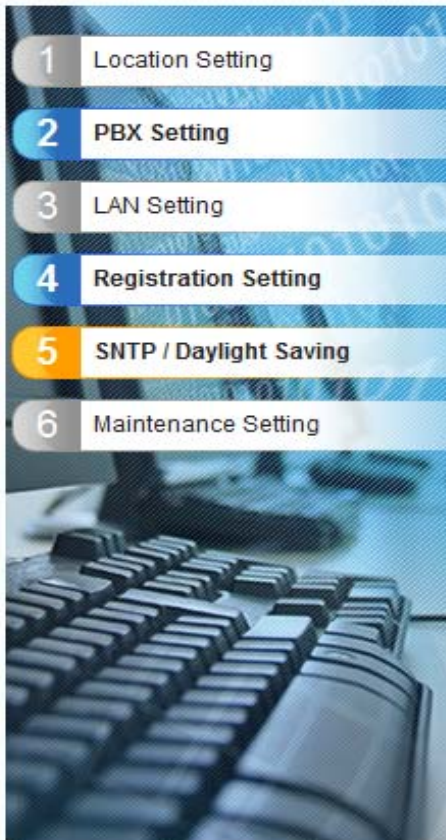 1 Location Setting
2 PBX Setting
3 LAN Setting
4 Registration Setting
5 SNTP / Daylight Saving
6 Maintenance Setting